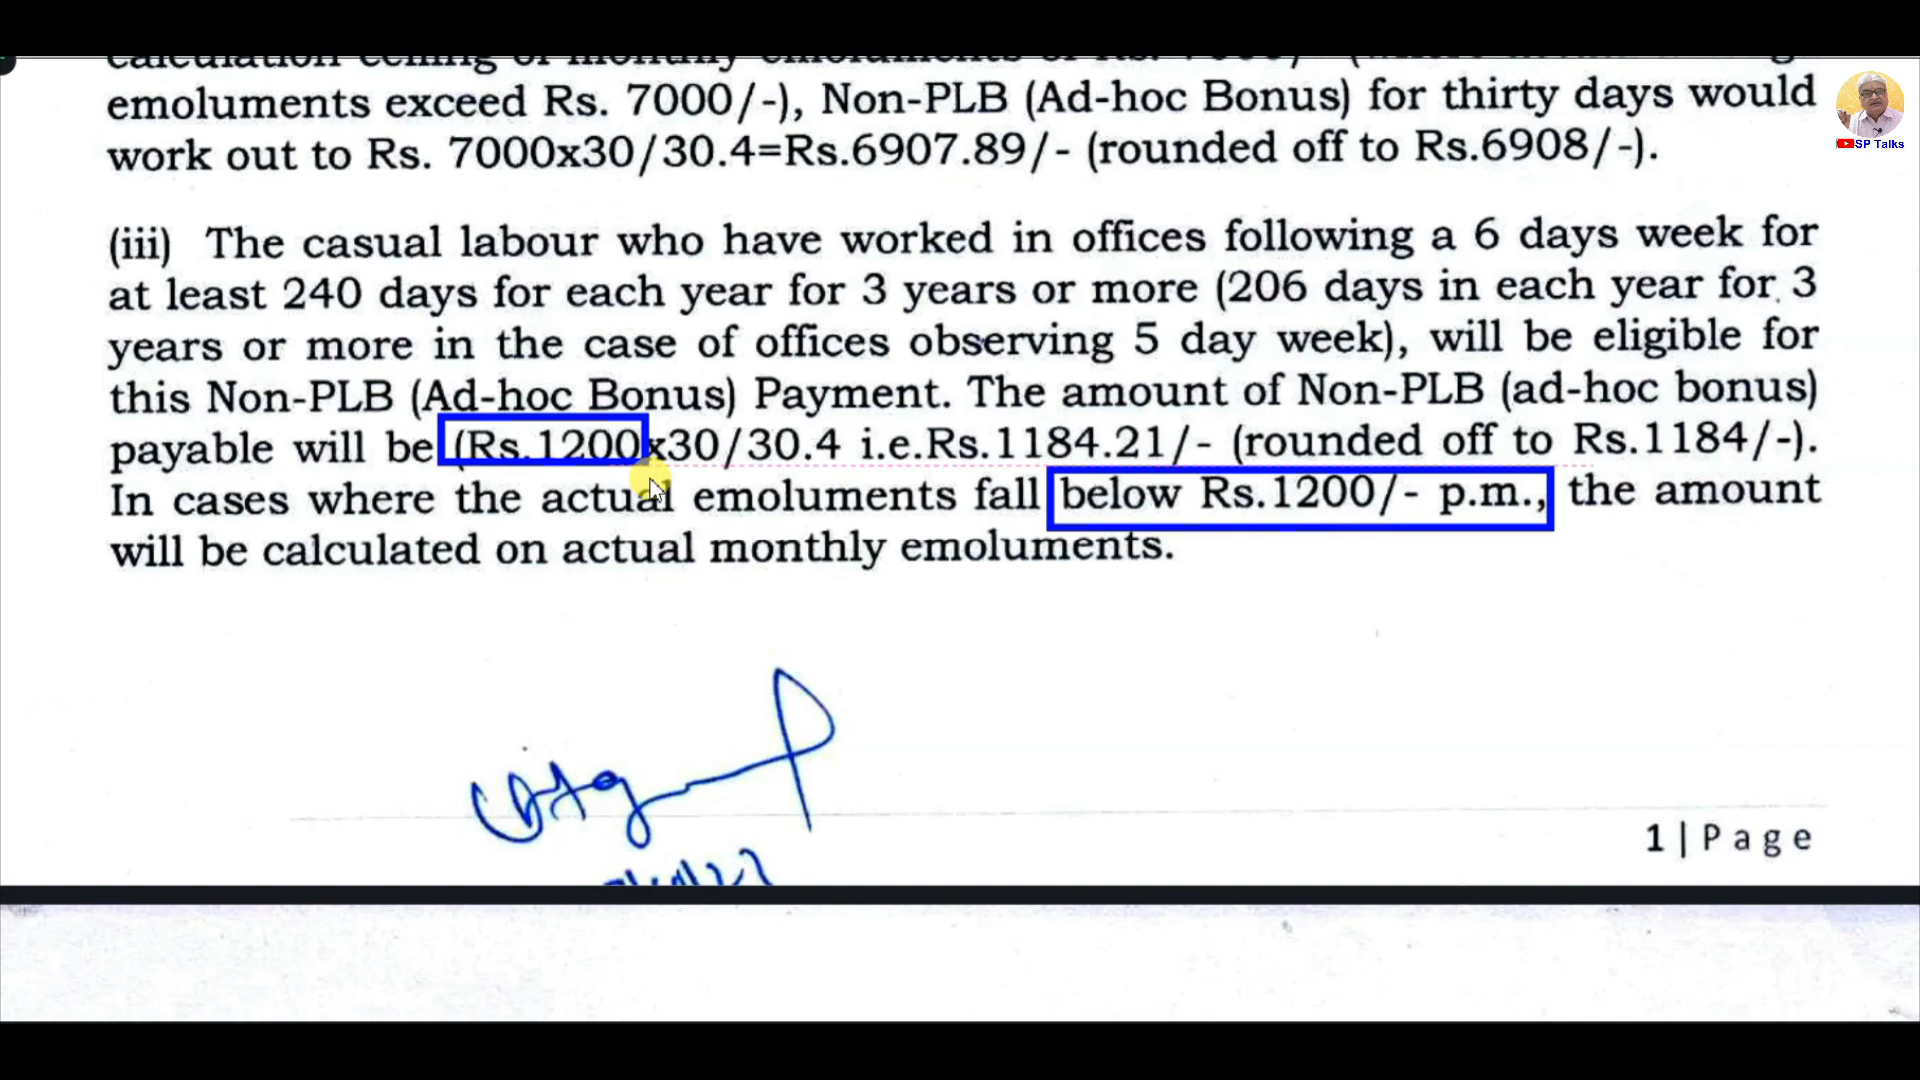 emoluments exceed Rs. 7000/-), Non-PLB (Ad-hoc Bonus) for thirty days would
work out to Rs. 7000x30/30.4=Rs.6907.89/- (rounded off to Rs.6908/-).
SP Talks
(iii) The casual labour who have worked in offices following a 6 days week for
at least 240 days for each year for 3 years or more (206 days in each year for 3
years or more in the case of offices observing 5 day week), will be eligible for
this Non-PLB (Ad-hoc Bonus) Payment. The amount of Non-PLB (ad-hoc bonus)
payable will be (Rs.1200x30/30.4 i.e.Rs.1184.21/- (rounded off to Rs.1184/-).
In cases where the actual emoluments fall below Rs.1200/- p.m., the amount
will be calculated on actual monthly emoluments.
1 | Page